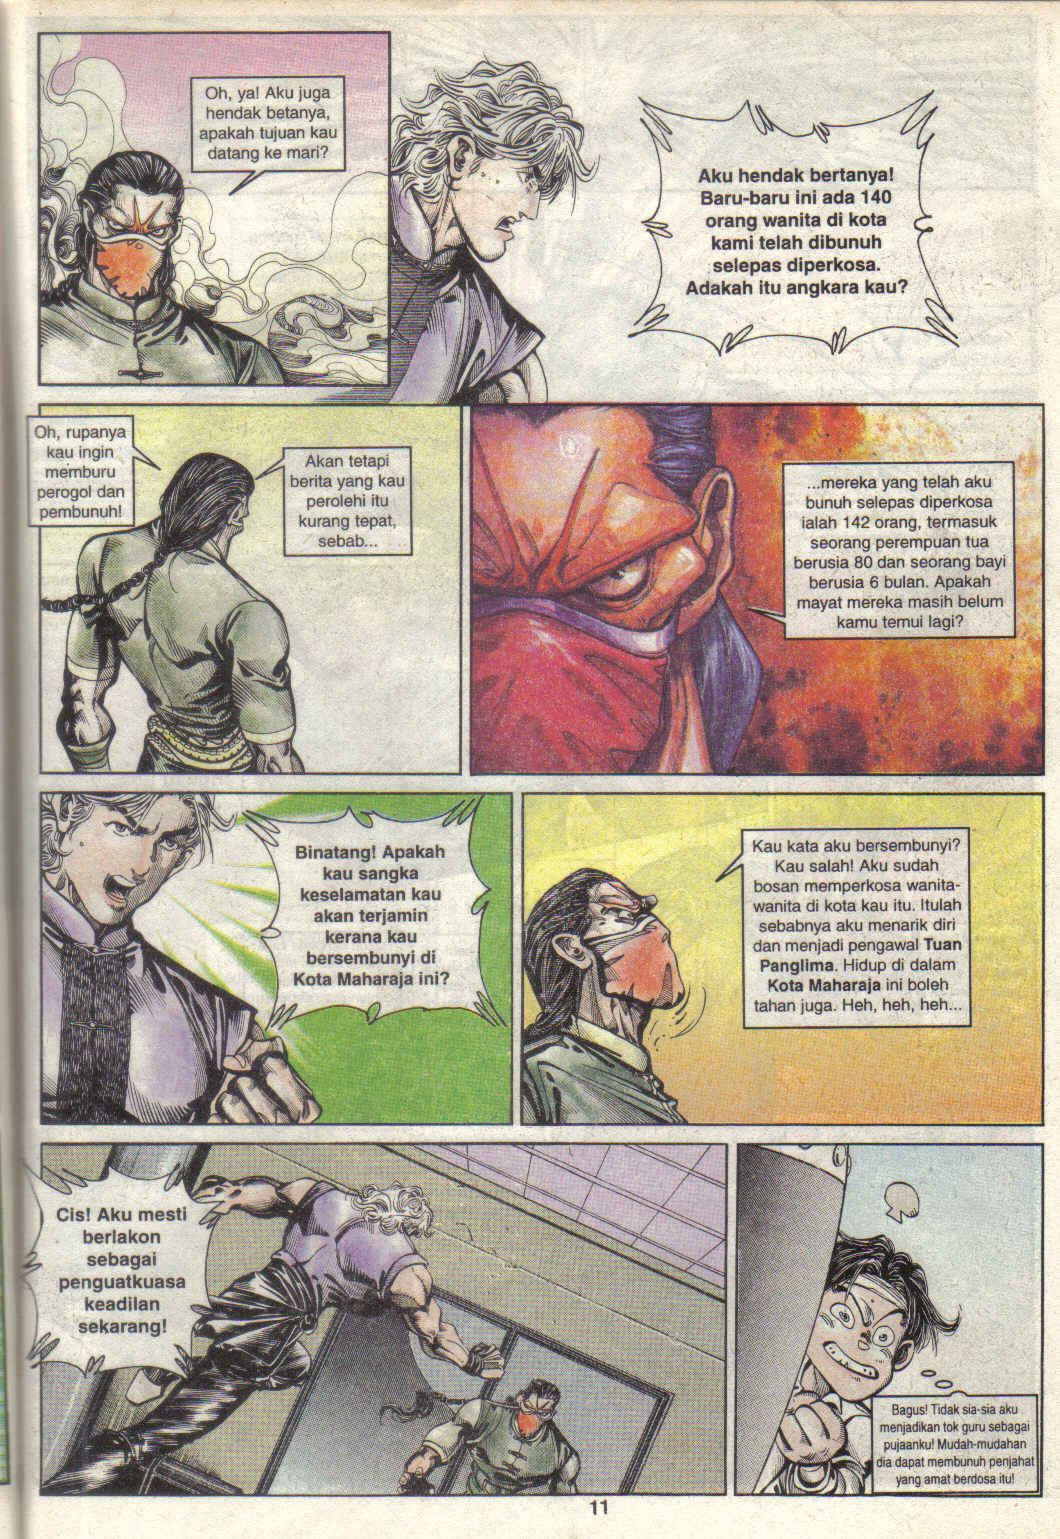 Oh, ya! Aku juga
hendak betanya,
apakah tujuan kau
datang ke mari?
Aku hendak bertanya!
Baru-baru ini ada 140
orang wanita di kota
kami telah dibunuh
selepas diperkosa.
Adakah itu angkara kau?
Oh, rupanya
kau ingin
memburu
perogol dan
pembunuh!
Akan tetapi
berita yang kau
perolehi itu
kurang tepat,
sebab...
...mereka yang telah aku
bunuh selepas diperkosa
ialah 142 orang, termasuk
seorang perempuan tua
berusia 80 dan seorang bayi
berusia 6 bulan. Apakah
mayat mereka masih belum
kamu temui lagi?
Binatang! Apakah
kau sangka
keselamatan kau
akan terjamin
kerana kau
bersembunyi di
Kota Maharaja ini?
Kau kata aku bersembunyi?
Kau salah! Aku sudah
bosan memperkosa wanita-
wanita di kota kau itu. Itulah
sebabnya aku menarik diri
dan menjadi pengawal Tuan
Panglima. Hidup di dalam
Kota Maharaja ini boleh
tahan juga. Heh, heh, heh...
Cis! Aku mesti
berlakon
sebagai
penguatkuasa
keadilan
sekarang!
Bagus! Tidak sia-sia aku
menjadikan tok guru sebagai
pujaanku! Mudah-mudahan
dia dapat membunuh penjahat
yang amat berdosa itu!
11